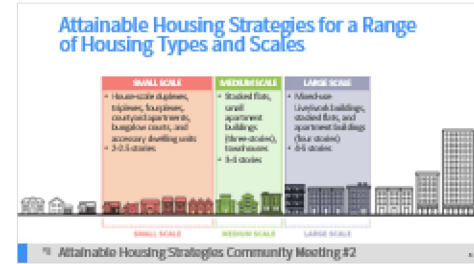 Attainable Housing Strategies for a Range
of Housing Types and Scales
SMALL SCALE
• House-scale duplexes,
triplexes, fourplexes,
courtyard apartments,
bungalow courts, and
accessory dwelling units
• 2-2.5 stories
MEDIUM SCALE
• Stacked flats,
small
apartment
buildings
(three-stories),
townhouses
• 3-4 stories
LARGE SCALE
• Mixed-use
Live/work buildings,
stacked flats, and
apartment buildings
(four stories)
• 4-5 stories
SMALL SCALE
MEDIUM SCALE
LARGE SCALE
Attainable Housing Strategies Community Meeting #2